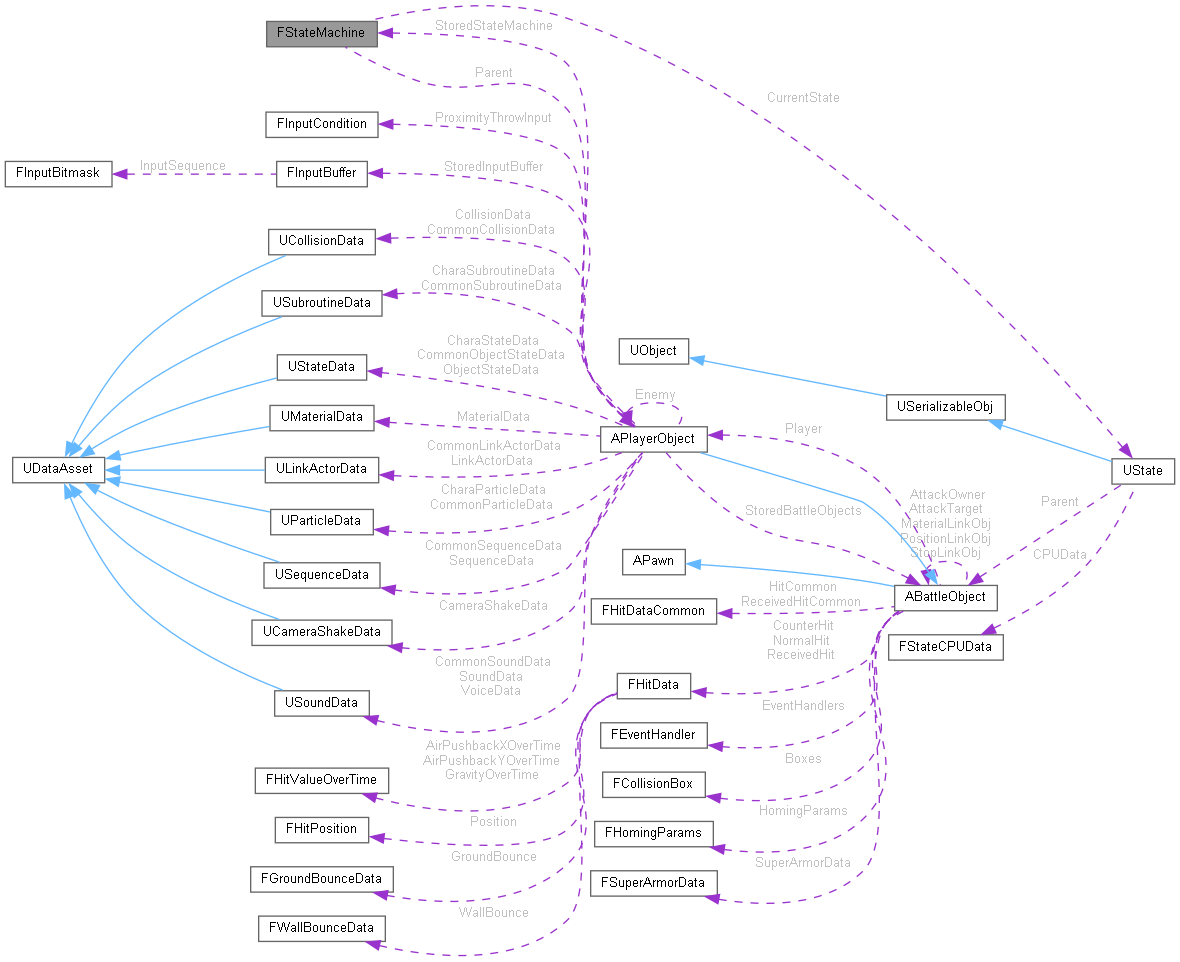 FStateMachine
StoredStateMachine
Parent
CurrentState
FInputCondition
ProximityThrowInput
FInputBitmask
InputSequence
FInputBuffer
StoredInputBuffer
UCollisionData
CollisionData
CommonCollisionData
USubroutineData
CharaSubroutineData
CommonSubroutineData
UStateData
CharaStateData
CommonObjectStateData
ObjectStateData
UObject
Enemy
USerializableObj
UMaterialData
MaterialData
APlayerObject
Player
UDataAsset
ULinkActorData
CommonLinkActorData
LinkActorData
UState
UParticleData
CharaParticleData
CommonParticleData
StoredBattleObjects
AttackOwner
AttackTarget
MaterialLinkObj
PositionLinkObj
StopLinkObj
Parent
CPUData
USequenceData
CommonSequenceData
SequenceData
APawn
ABattleObject
UCameraShakeData
CameraShakeData
FHitDataCommon
HitCommon
ReceivedHitCommon
FStateCPUData
CounterHit
NormalHit
ReceivedHit
USoundData
CommonSoundData
SoundData
VoiceData
FHitData
EventHandlers
FEventHandler
Boxes
FHitValueOverTime
AirPushbackXOverTime
AirPushbackYOverTime
GravityOverTime
FCollisionBox
HomingParams
FHitPosition
Position
FHomingParams
GroundBounce
SuperArmorData
FGroundBounceData
FSuperArmorData
WallBounce
FWallBounceData